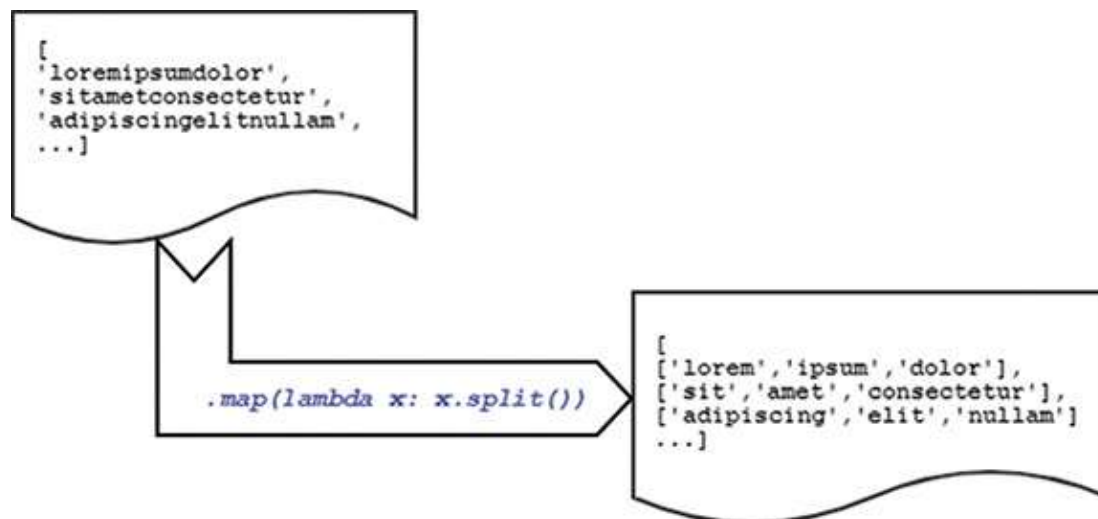 [
'loremipsumdolor',
'sitametconsectetur',
'adipiscingelitnullam',
...]
.map(lambda x: x.split())
[
['lorem','ipsum','dolor'],
['sit','amet','consectetur'],
['adipiscing','elit','nullam']
...]